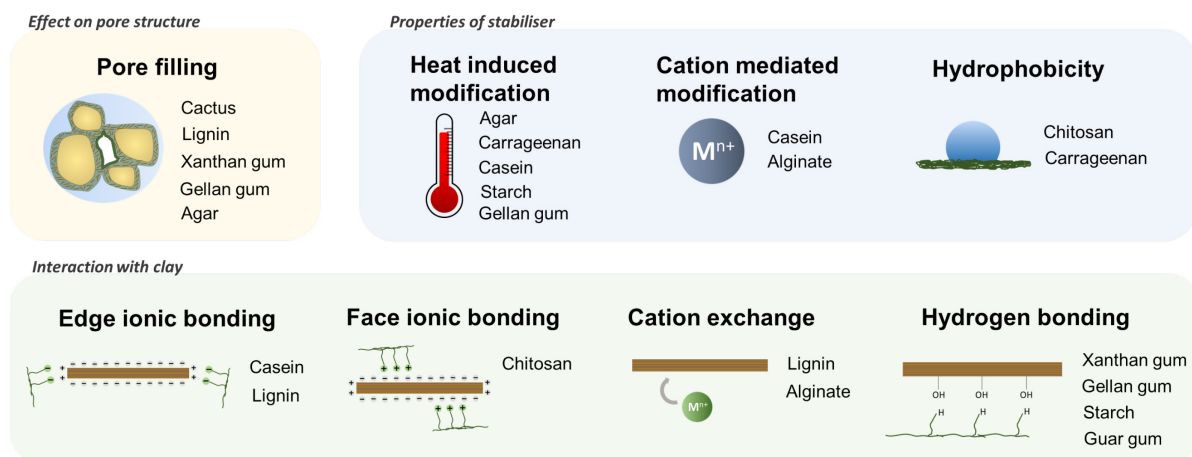 Effect on pore structure
Pore filling
Cactus
Lignin
Xanthan gum
Gellan gum
Agar
Properties of stabiliser
Heat induced
modification
Agar
Carrageenan
Casein
Starch
Gellan gum
Cation mediated
modification
Mⁿ⁺
Casein
Alginate
Hydrophobicity
Chitosan
Carrageenan
Interaction with clay
Edge ionic bonding
Casein
Lignin
Face ionic bonding
Chitosan
Cation exchange
Mⁿ⁺
Lignin
Alginate
Hydrogen bonding
OH OH OH
H H H
Xanthan gum
Gellan gum
Starch
Guar gum